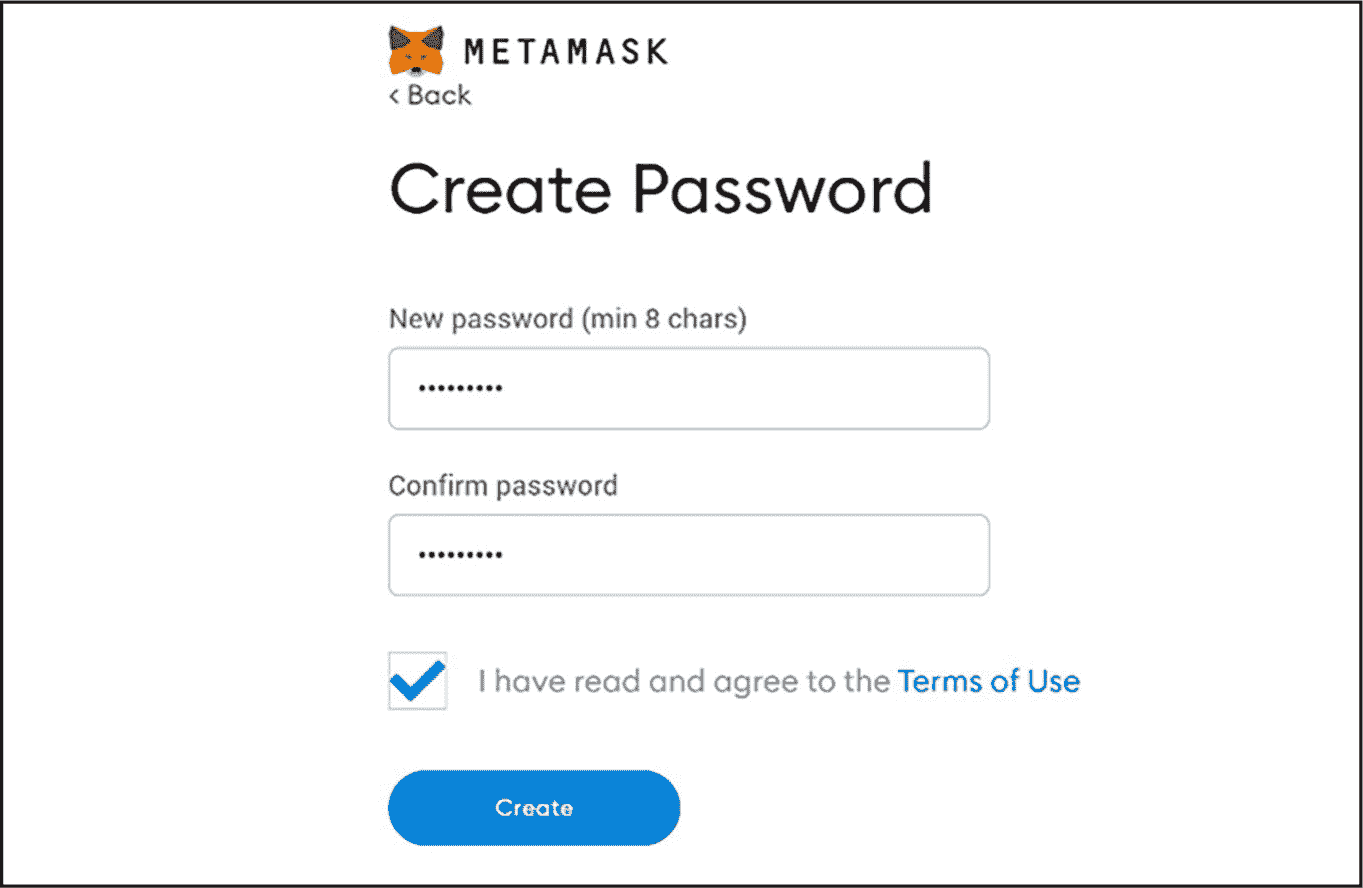 METAMASK
< Back
Create Password
New password (min 8 chars)
•••••••••
Confirm password
•••••••••
I have read and agree to the Terms of Use
Create